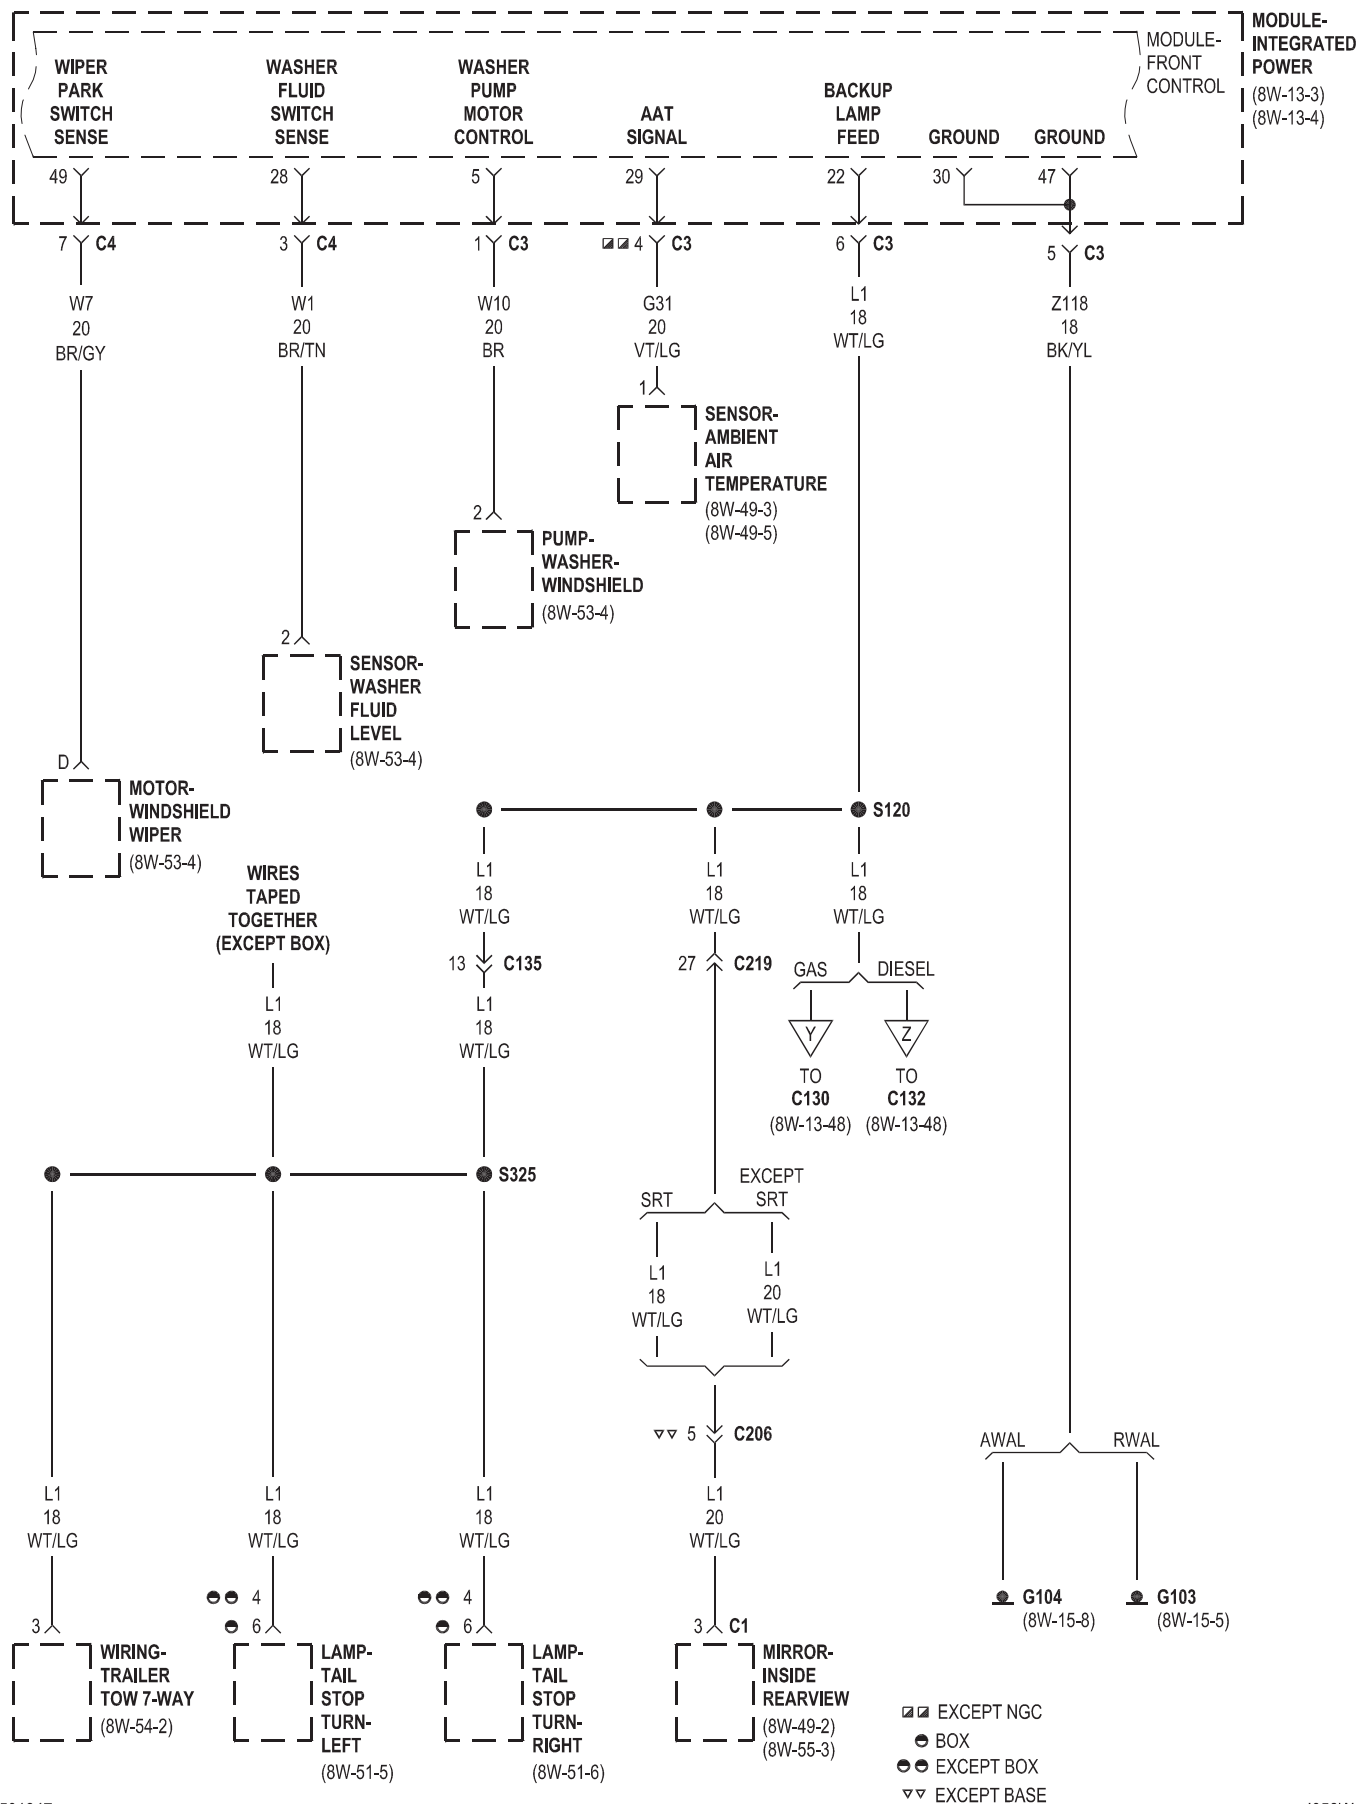 MODULE-
INTEGRATED
POWER
(8W-13-3)
(8W-13-4)
MODULE-
FRONT
CONTROL
WIPER
PARK
SWITCH
SENSE
WASHER
FLUID
SWITCH
SENSE
WASHER
PUMP
MOTOR
CONTROL
AAT
SIGNAL
BACKUP
LAMP
FEED
GROUND
GROUND
49
28
5
29
22
30
47
7 C4
3 C4
1 C3
4 C3
6 C3
5 C3
W7
20
BR/GY
W1
20
BR/TN
W10
20
BR
G31
20
VT/LG
L1
18
WT/LG
Z118
18
BK/YL
1
SENSOR-
AMBIENT
AIR
TEMPERATURE
(8W-49-3)
(8W-49-5)
2
PUMP-
WASHER-
WINDSHIELD
(8W-53-4)
2
SENSOR-
WASHER
FLUID
LEVEL
(8W-53-4)
D
MOTOR-
WINDSHIELD
WIPER
(8W-53-4)
S120
WIRES
TAPED
TOGETHER
(EXCEPT BOX)
L1
18
WT/LG
L1
18
WT/LG
L1
18
WT/LG
13 C135
27 C219
GAS DIESEL
L1
18
WT/LG
L1
18
WT/LG
Y
Z
TO
C130
(8W-13-48)
TO
C132
(8W-13-48)
S325
SRT
EXCEPT
SRT
L1
18
WT/LG
L1
20
WT/LG
5 C206
AWAL RWAL
L1
18
WT/LG
L1
18
WT/LG
L1
18
WT/LG
L1
20
WT/LG
G104
(8W-15-8)
G103
(8W-15-5)
3
4
6
4
6
3 C1
WIRING-
TRAILER
TOW 7-WAY
(8W-54-2)
LAMP-
TAIL
STOP
TURN-
LEFT
(8W-51-5)
LAMP-
TAIL
STOP
TURN-
RIGHT
(8W-51-6)
MIRROR-
INSIDE
REARVIEW
(8W-49-2)
(8W-55-3)
EXCEPT NGC
BOX
EXCEPT BOX
EXCEPT BASE